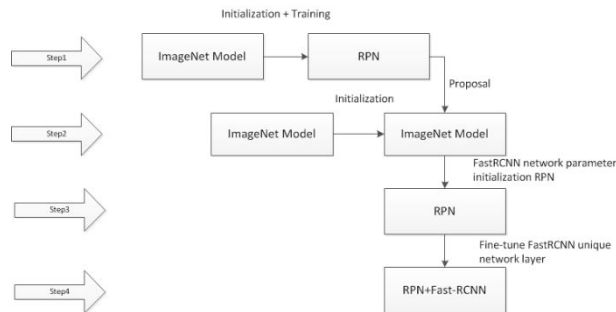 Initialization + Training
Step1
ImageNet Model
RPN
Proposal
Initialization
Step2
ImageNet Model
ImageNet Model
FastRCNN network parameter
initialization RPN
Step3
RPN
Fine-tune FastRCNN unique
network layer
Step4
RPN+Fast-RCNN